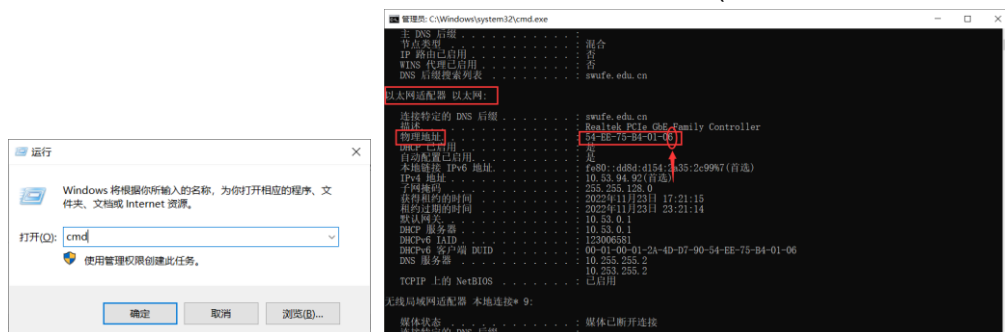 运行
Windows 将根据你所输入的名称，为你打开相应的程序、文
件夹、文档或 Internet 资源。
打开(O):
cmd
使用管理权限创建此任务。
确定
取消
浏览(B)...
管理员: C:\Windows\system32\cmd.exe
主 DNS 后缀 . . . . . . . . . . . :
节点类型 . . . . . . . . . . . . : 混合
IP 路由已启用 . . . . . . . . . . : 否
WINS 代理已启用 . . . . . . . . . : 否
DNS 后缀搜索列表 . . . . . . . . : swufe.edu.cn
以太网适配器 以太网:
连接特定的 DNS 后缀 . . . . . . . : swufe.edu.cn
描述. . . . . . . . . . . . . . . : Realtek PCIe GbE Family Controller
物理地址. . . . . . . . . . . . . : 54-EE-75-B4-01-06
DHCP 已启用 . . . . . . . . . . . : 是
自动配置已启用. . . . . . . . . . : 是
本地链接 IPv6 地址. . . . . . . . : fe80::dd8d:d154:2a35:2c99%7(首选)
IPv4 地址 . . . . . . . . . . . . : 10.53.94.92(首选)
子网掩码 . . . . . . . . . . . . : 255.255.128.0
获得租约的时间 . . . . . . . . . : 2022年11月23日 17:21:15
租约过期的时间 . . . . . . . . . : 2022年11月23日 23:21:14
默认网关. . . . . . . . . . . . . : 10.53.0.1
DHCP 服务器 . . . . . . . . . . . : 10.53.0.1
DHCPv6 IAID . . . . . . . . . . . : 123006581
DHCPv6 客户端 DUID . . . . . . . : 00-01-00-01-2A-4D-D7-90-54-EE-75-B4-01-06
DNS 服务器 . . . . . . . . . . . : 10.255.255.2
10.53.255.2
TCPIP 上的 NetBIOS . . . . . . . : 已启用
无线局域网适配器 本地连接* 9:
媒体状态 . . . . . . . . . . . . : 媒体已断开连接